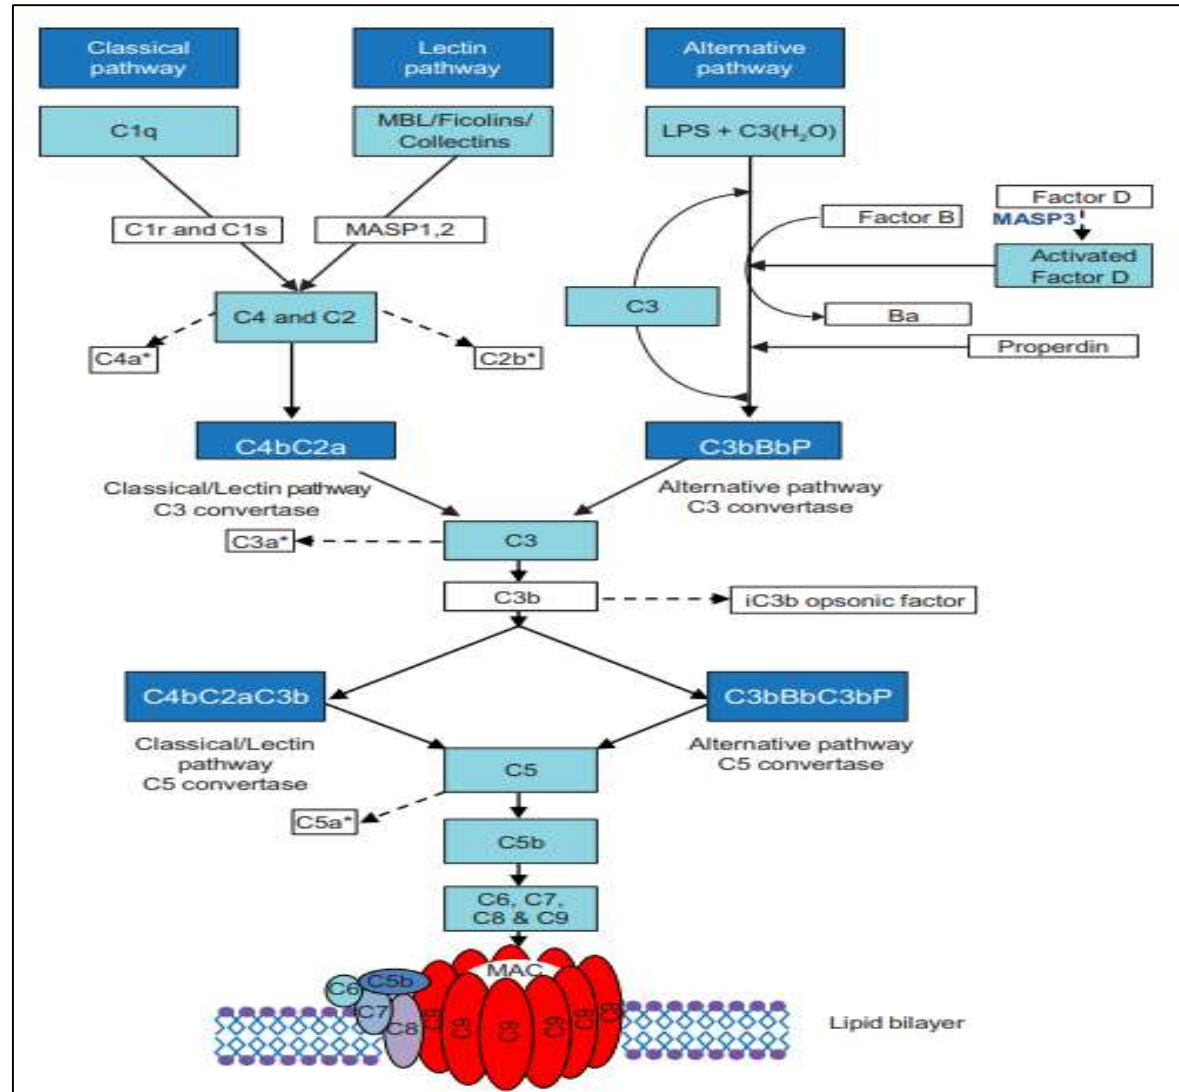 Classical
pathway
Lectin
pathway
Alternative
pathway
C1q
MBL/Ficolins/
Collectins
LPS + C3(H₂O)
C1r and C1s
MASP1,2
Factor B
Factor D
MASP3
Activated
Factor D
C4 and C2
C3
Ba
C4a*
C2b*
Properdin
C4bC2a
C3bBbP
Classical/Lectin pathway
C3 convertase
Alternative pathway
C3 convertase
C3a*
C3
C3b
iC3b opsonic factor
C4bC2aC3b
C3bBbC3bP
Classical/Lectin
pathway
C5 convertase
Alternative pathway
C5 convertase
C5
C5a*
C5b
C6, C7,
C8 & C9
MAC
C6
C5b
C7
C8
C9
C9
C9
C9
C9
C9
Lipid bilayer